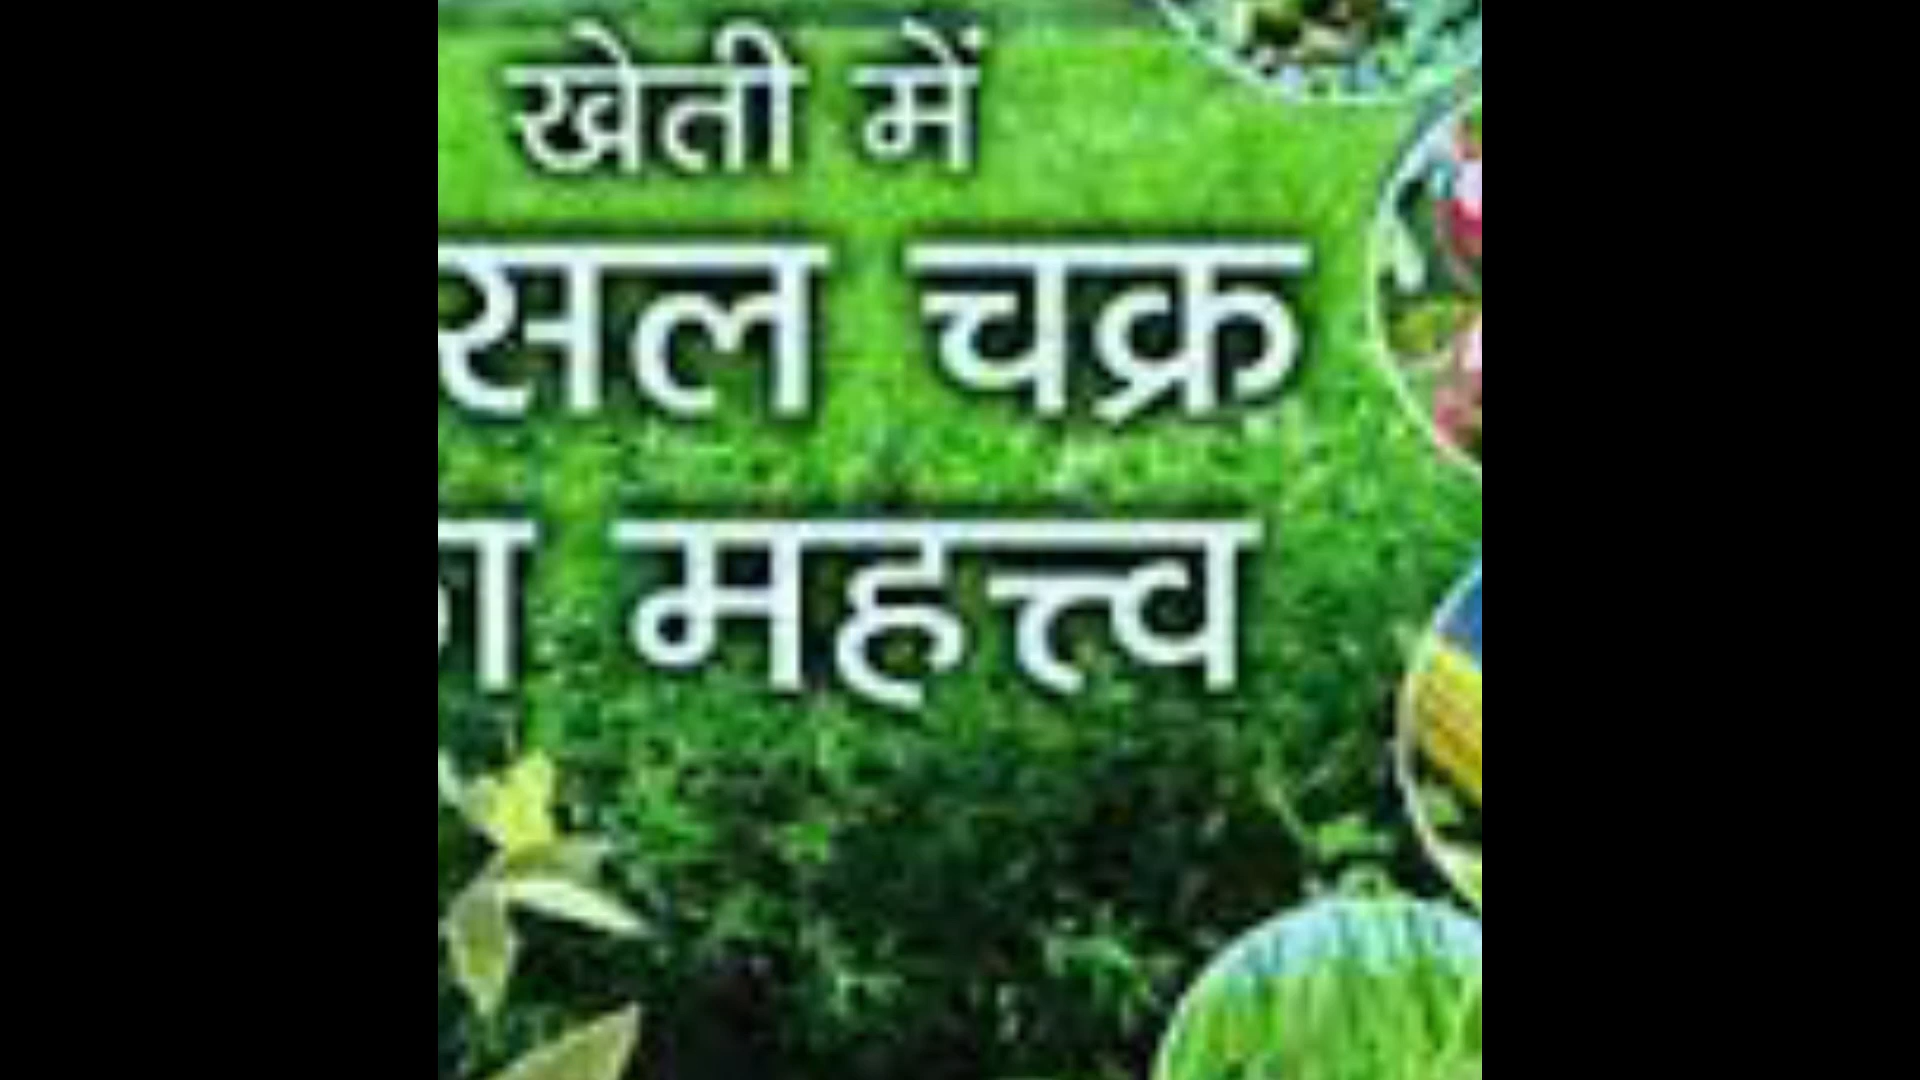 खेती में
सल चक्र
का महत्त्व